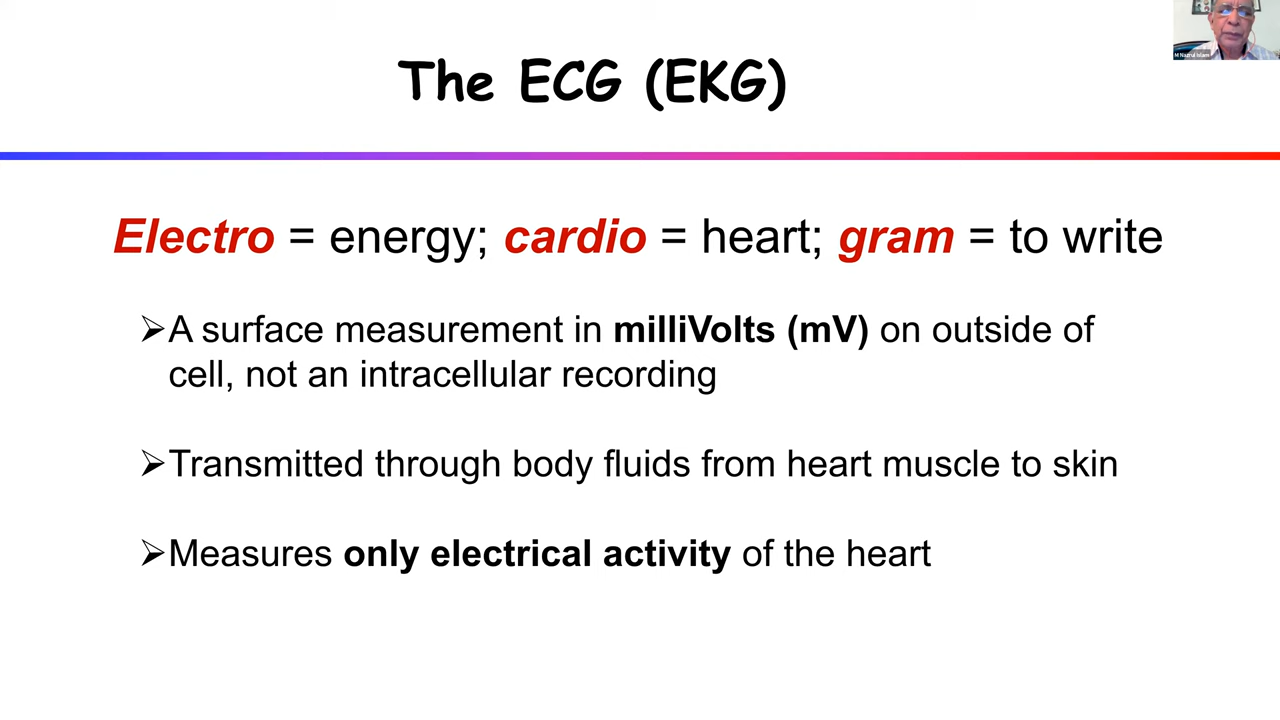 M Nazrul Islam
The ECG (EKG)
Electro = energy; cardio = heart; gram = to write
➢A surface measurement in milliVolts (mV) on outside of
cell, not an intracellular recording
➢Transmitted through body fluids from heart muscle to skin
➢Measures only electrical activity of the heart